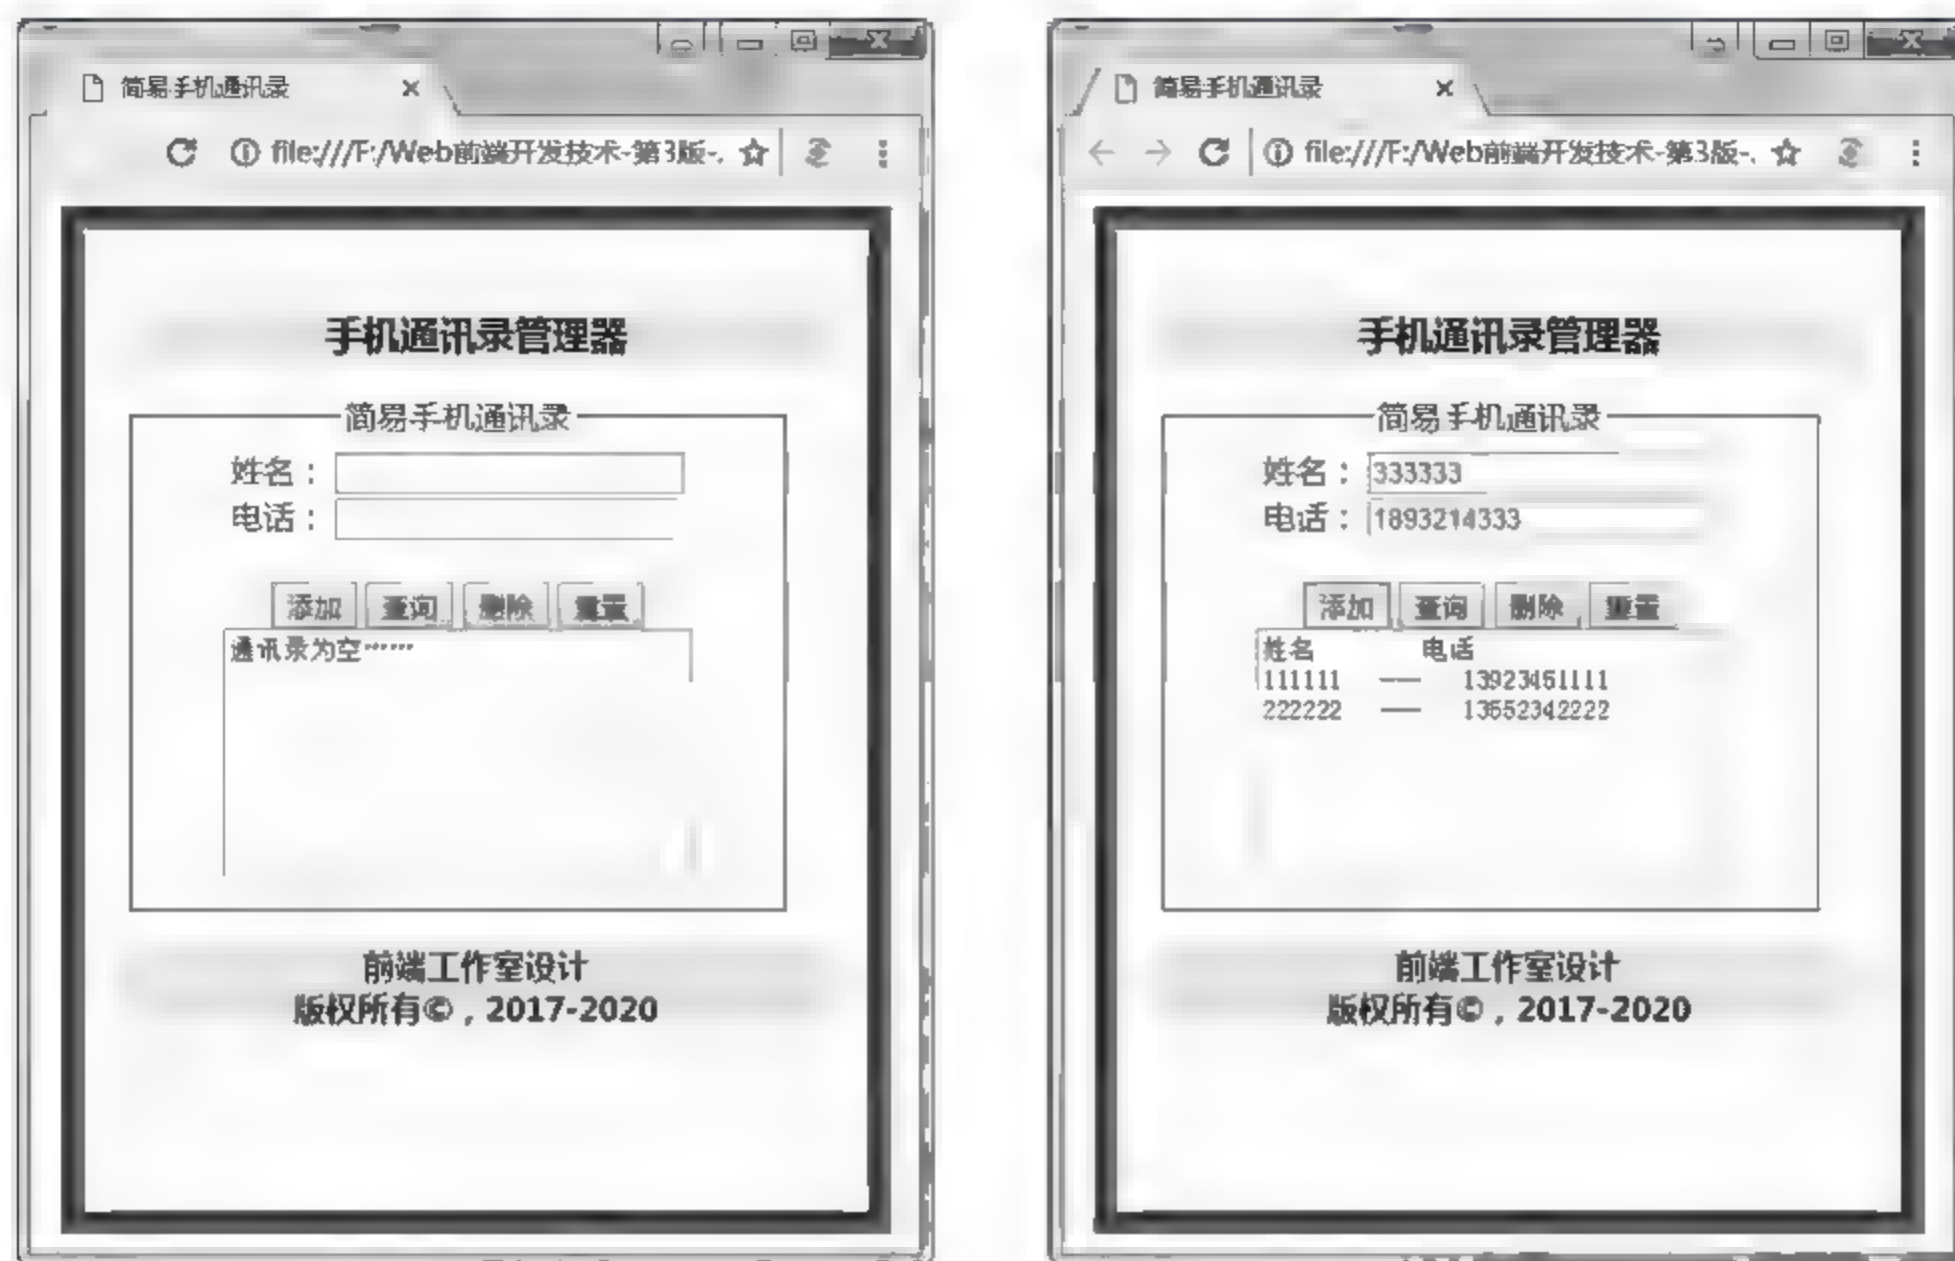 简易手机通讯录
file:///F:/Web前端开发技术-第3版-.
手机通讯录管理器
简易手机通讯录
姓名：
电话：
添加 查询 删除 重置
通讯录为空······
前端工作室设计
版权所有©，2017-2020
简易手机通讯录
file:///F:/Web前端开发技术-第3版-.
手机通讯录管理器
简易手机通讯录
姓名：333333
电话：1893214333
添加 查询 删除 重置
姓名 电话
111111 —— 13923451111
222222 —— 13552342222
前端工作室设计
版权所有©，2017-2020